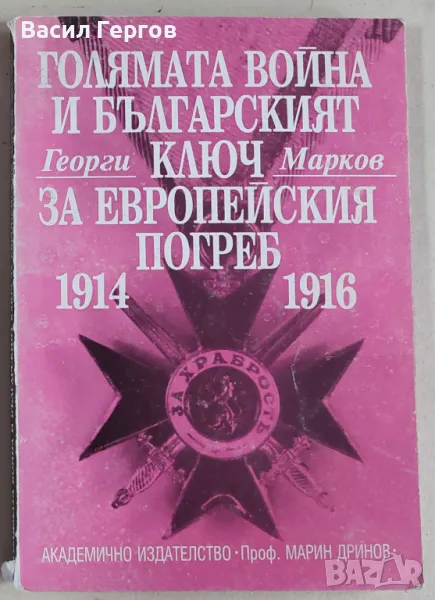 Васил Гергов
ГОЛЯМАТА ВОЙНА
И БЪЛГАРСКИЯТ
Георги КЛЮЧ Марков
ЗА ЕВРОПЕЙСКИЯ
ПОГРЕБ
1914 1916
ЗА ХРАБРОСТЬ
АКАДЕМИЧНО ИЗДАТЕЛСТВО · Проф. МАРИН ДРИНОВ ·
BAZAR